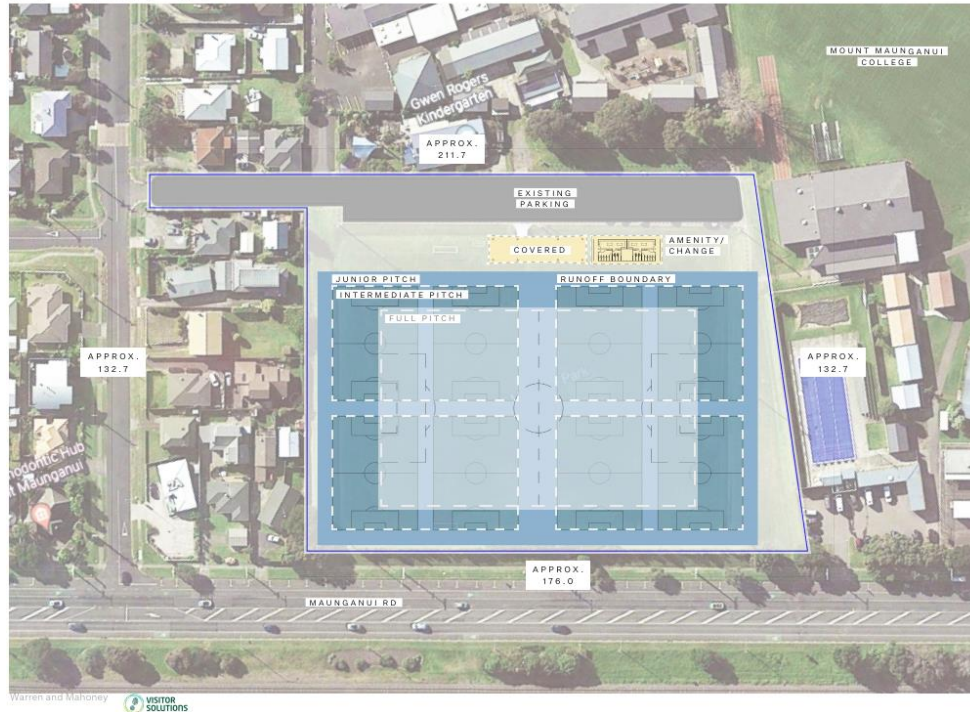 MOUNT MAUNGANUI
COLLEGE
Gwen Rogers
Kindergarten
APPROX.
211.7
EXISTING
PARKING
COVERED
AMENITY/
CHANGE
JUNIOR PITCH
RUNOFF BOUNDARY
INTERMEDIATE PITCH
FULL PITCH
APPROX.
132.7
APPROX.
132.7
Park
hodontic Hub
t Maunganui
APPROX.
176.0
MAUNGANUI RD
Warren and Mahoney
VISITOR
SOLUTIONS